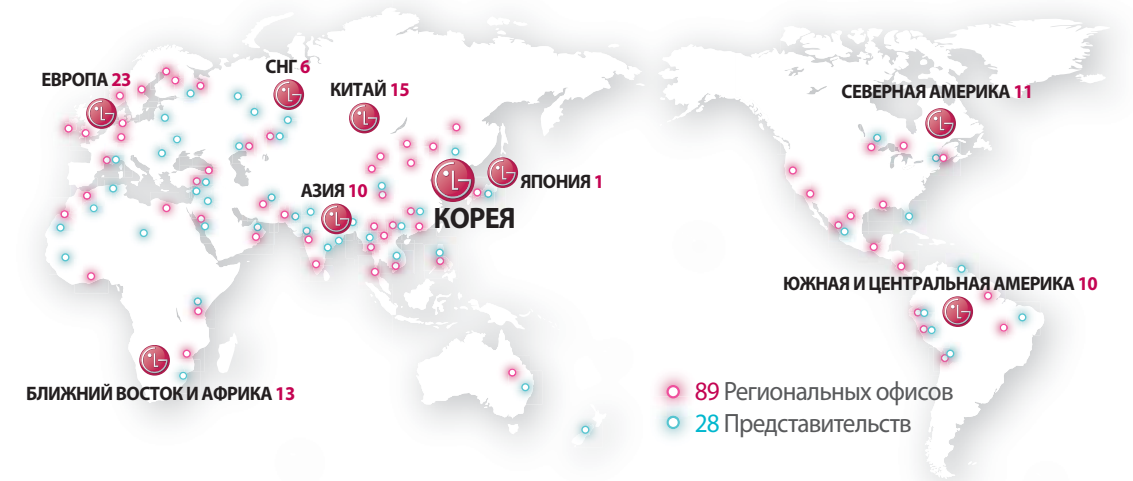 ЕВРОПА 23
СНГ 6
КИТАЙ 15
СЕВЕРНАЯ АМЕРИКА 11
АЗИЯ 10
ЯПОНИЯ 1
КОРЕЯ
ЮЖНАЯ И ЦЕНТРАЛЬНАЯ АМЕРИКА 10
БЛИЖНИЙ ВОСТОК И АФРИКА 13
89 Региональных офисов
28 Представительств